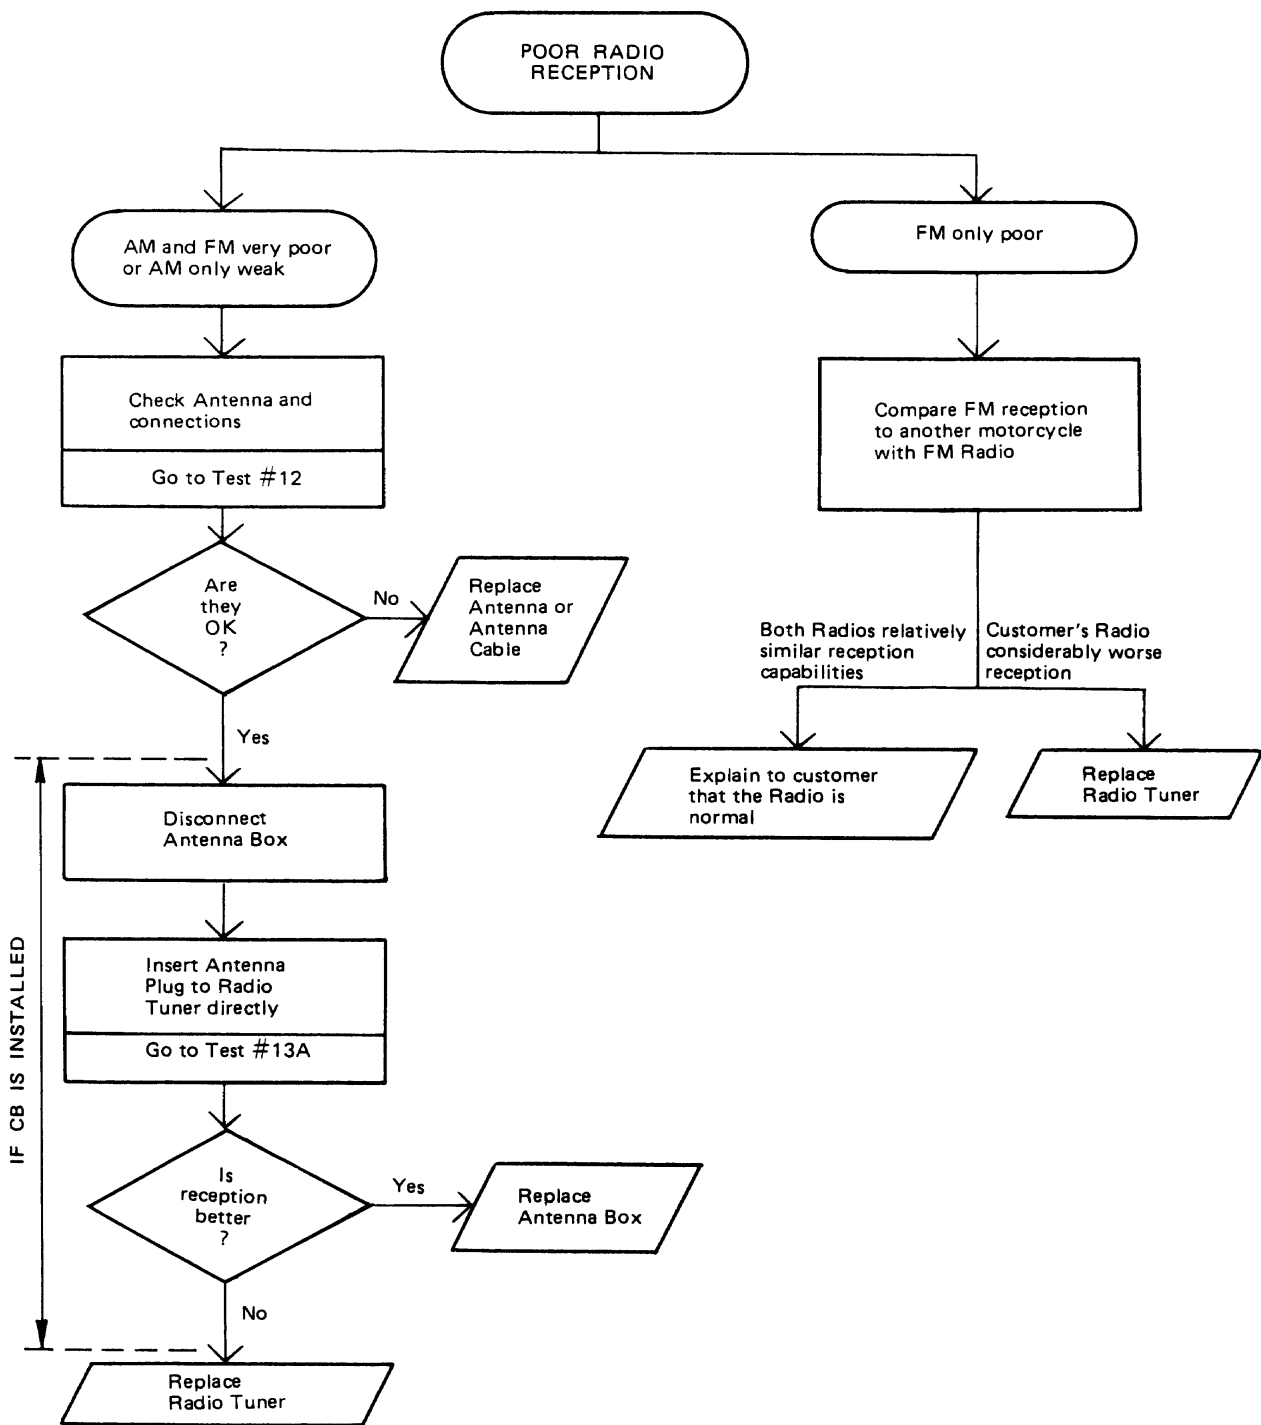 POOR RADIO
RECEPTION
AM and FM very poor
or AM only weak
FM only poor
Check Antenna and
connections
Go to Test #12
Compare FM reception
to another motorcycle
with FM Radio
Are
they
OK
?
No
Replace
Antenna or
Antenna
Cable
Both Radios relatively
similar reception
capabilities
Customer's Radio
considerably worse
reception
Yes
Explain to customer
that the Radio is
normal
Replace
Radio Tuner
IF CB IS INSTALLED
Disconnect
Antenna Box
Insert Antenna
Plug to Radio
Tuner directly
Go to Test #13A
Is
reception
better
?
Yes
Replace
Antenna Box
No
Replace
Radio Tuner